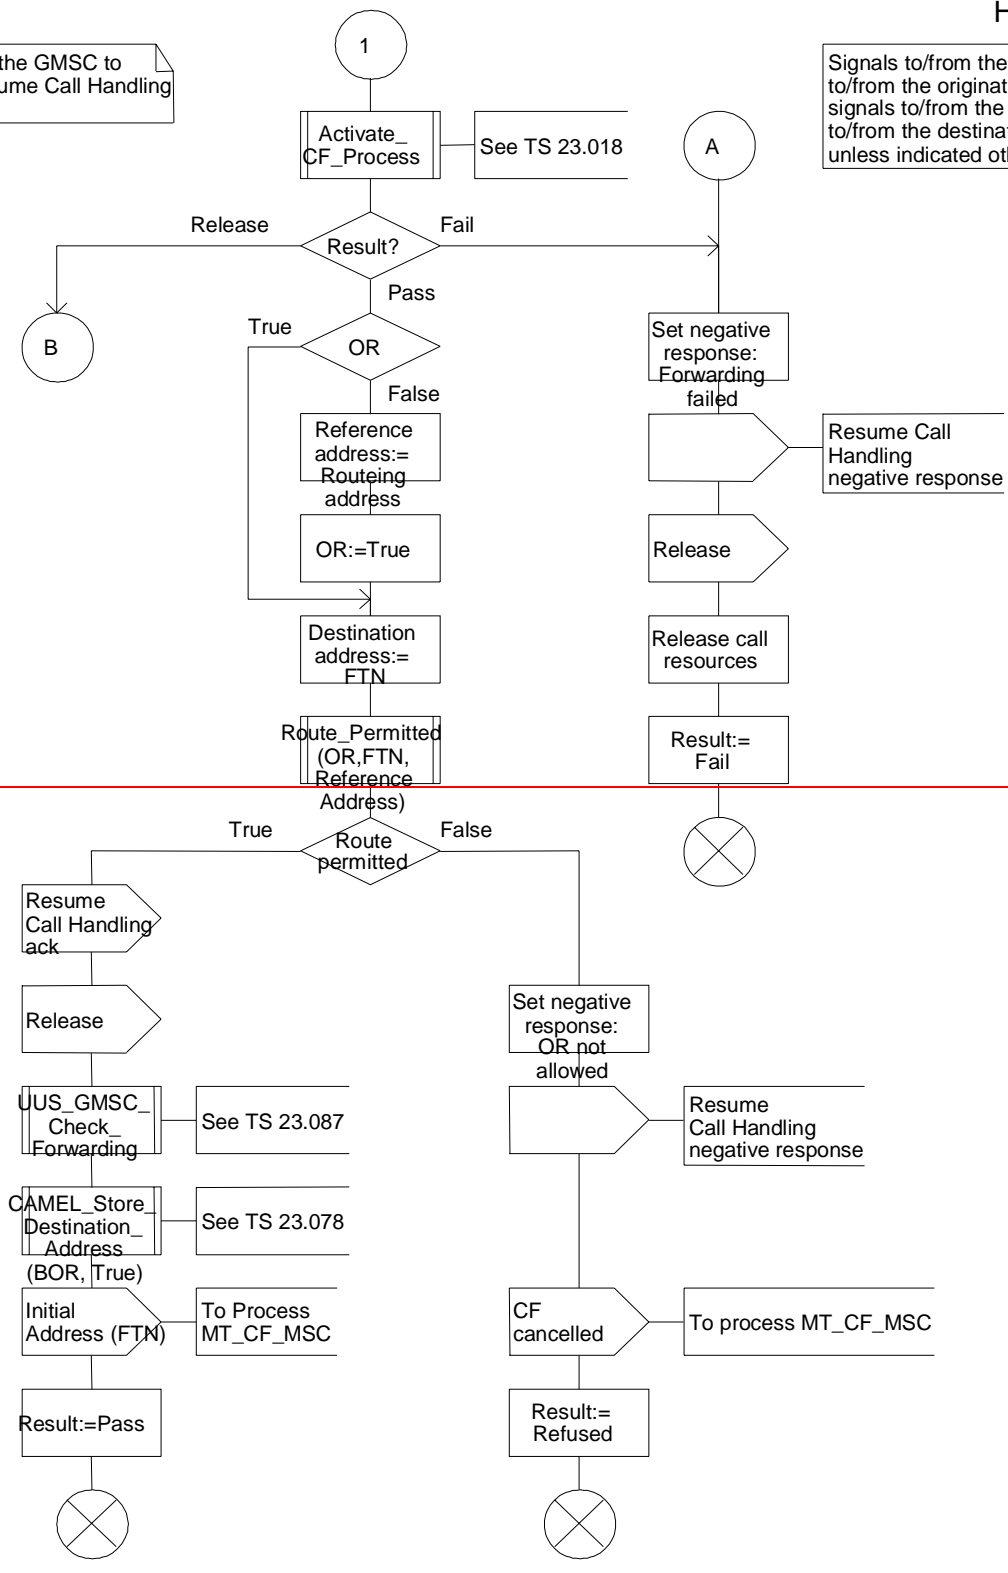 H
the GMSC to
ume Call Handling
1
Signals to/from the
to/from the originat
signals to/from the
to/from the destina
unless indicated oth
Activate_
CF_Process
See TS 23.018
A
Release
Result?
Fail
Pass
B
True
OR
False
Set negative
response:
Forwarding
failed
Reference
address:=
Routeing
address
Resume Call
Handling
negative response
OR:=True
Release
Destination
address:=
FTN
Release call
resources
Route_Permitted
(OR,FTN,
Reference
Address)
Result:=
Fail
True
Route
permitted
False
Resume
Call Handling
ack
Release
Set negative
response:
OR not
allowed
UUS_GMSC_
Check_
Forwarding
See TS 23.087
Resume
Call Handling
negative response
CAMEL_Store_
Destination_
Address
(BOR, True)
See TS 23.078
Initial
Address (FTN)
To Process
MT_CF_MSC
CF
cancelled
To process MT_CF_MSC
Result:=Pass
Result:=
Refused